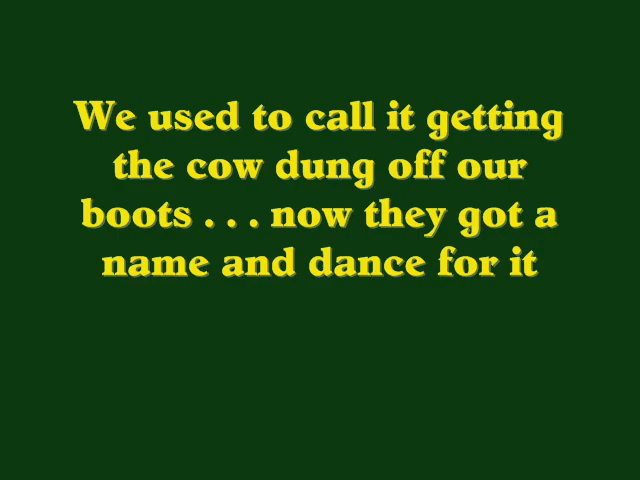 We used to call it getting
the cow dung off our
boots . . . now they got a
name and dance for it